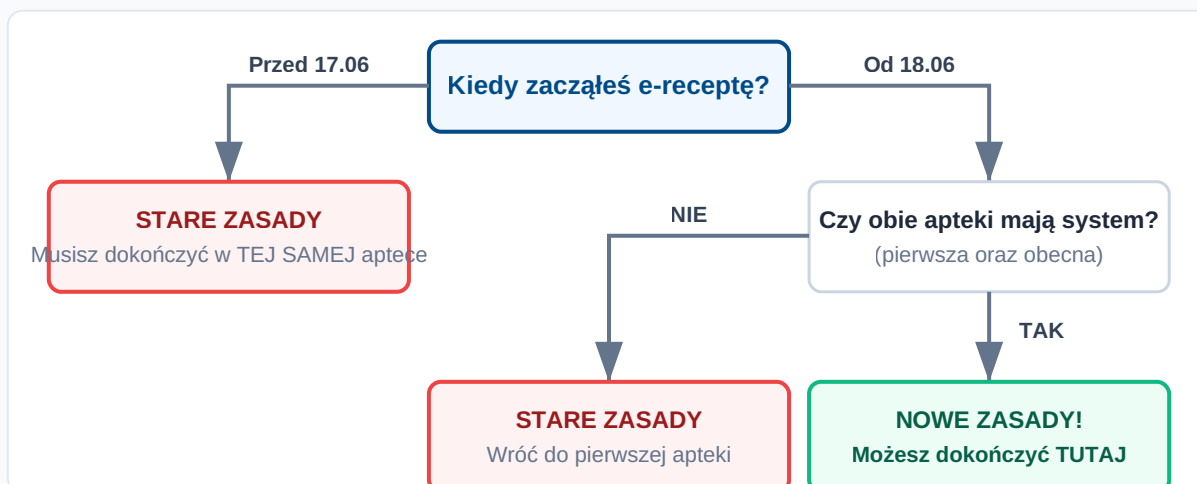 Przed 17.06
Kiedy zacząłeś e-receptę?
Od 18.06
STARE ZASADY
Musisz dokończyć w TEJ SAMEJ aptece
NIE
Czy obie apteki mają system?
(pierwsza oraz obecna)
TAK
STARE ZASADY
Wróć do pierwszej apteki
NOWE ZASADY!
Możesz dokończyć TUTAJ